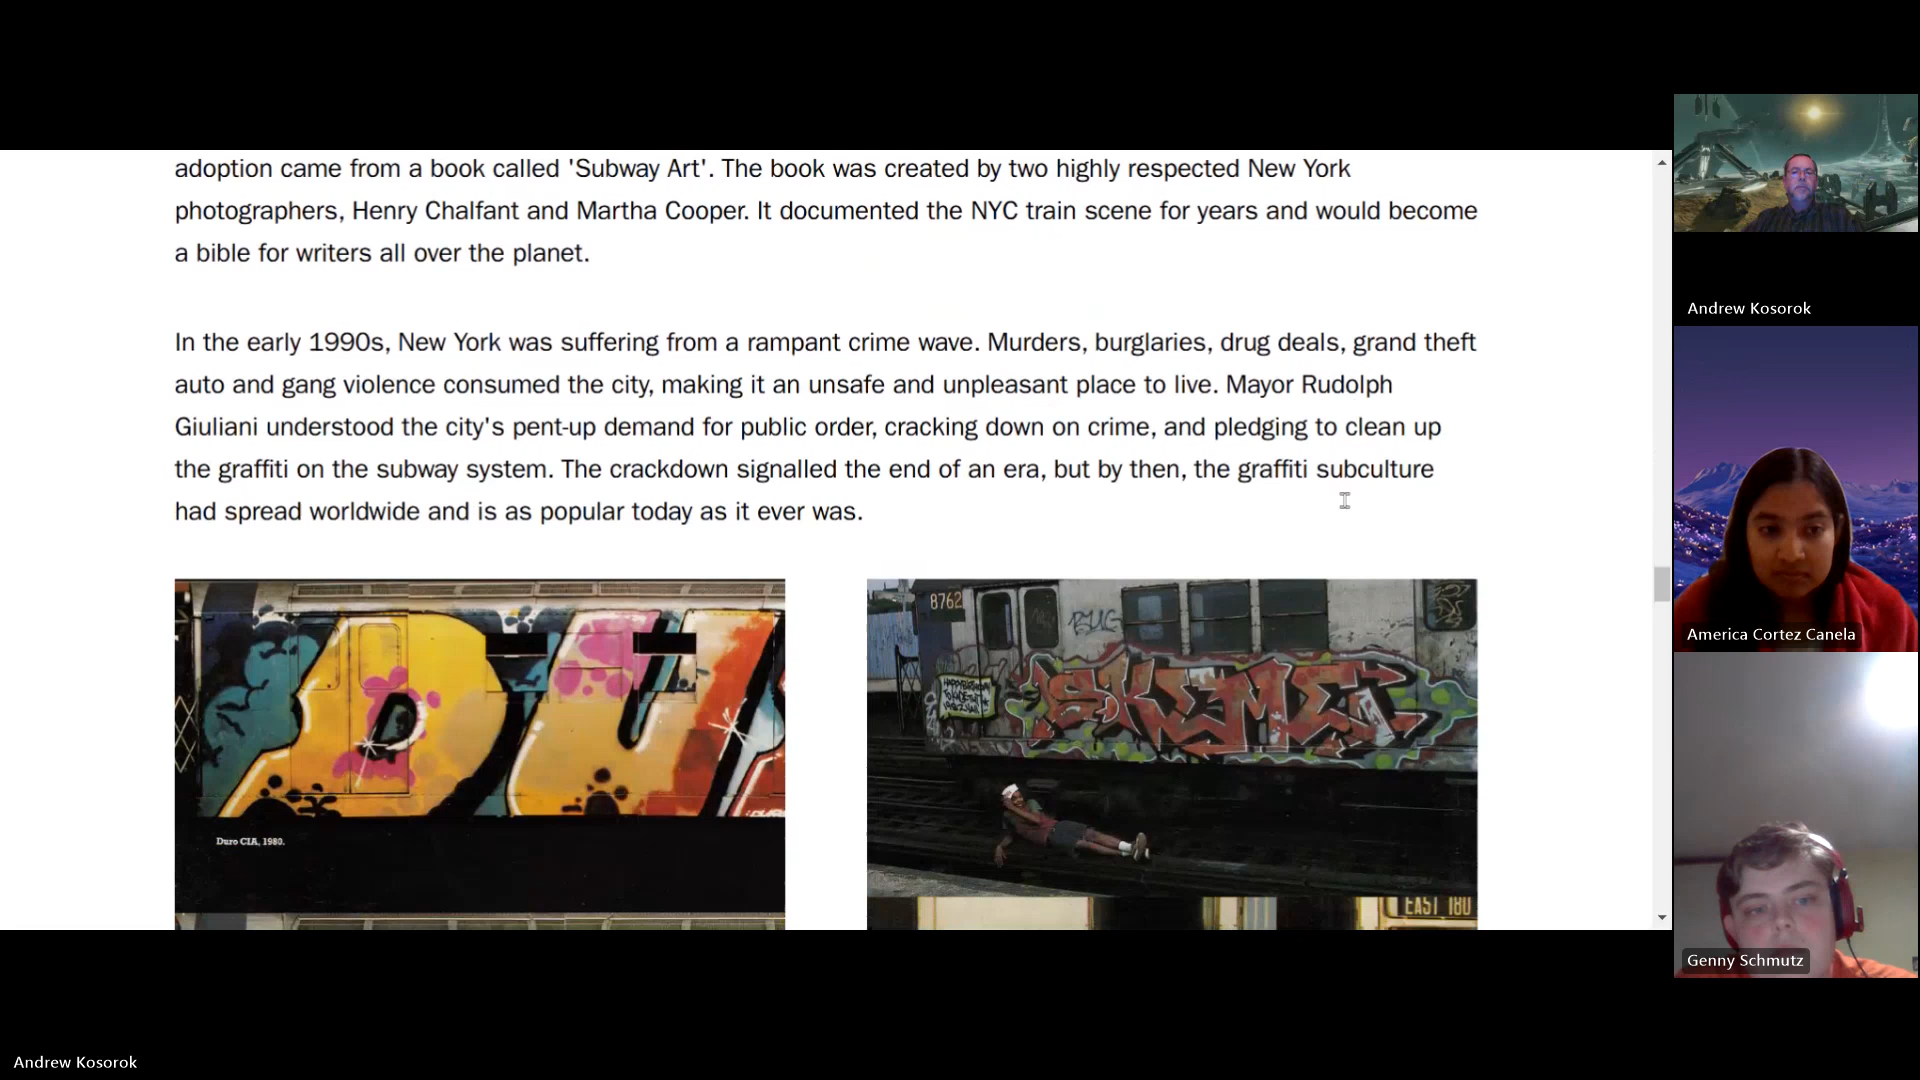 adoption came from a book called 'Subway Art'. The book was created by two highly respected New York
photographers, Henry Chalfant and Martha Cooper. It documented the NYC train scene for years and would become
a bible for writers all over the planet.
In the early 1990s, New York was suffering from a rampant crime wave. Murders, burglaries, drug deals, grand theft
auto and gang violence consumed the city, making it an unsafe and unpleasant place to live. Mayor Rudolph
Giuliani understood the city's pent-up demand for public order, cracking down on crime, and pledging to clean up
the graffiti on the subway system. The crackdown signalled the end of an era, but by then, the graffiti subculture
had spread worldwide and is as popular today as it ever was.
DU
Duro CIA, 1980.
8762
SKEME
EAST 180
Andrew Kosorok
America Cortez Canela
Genny Schmutz
Andrew Kosorok